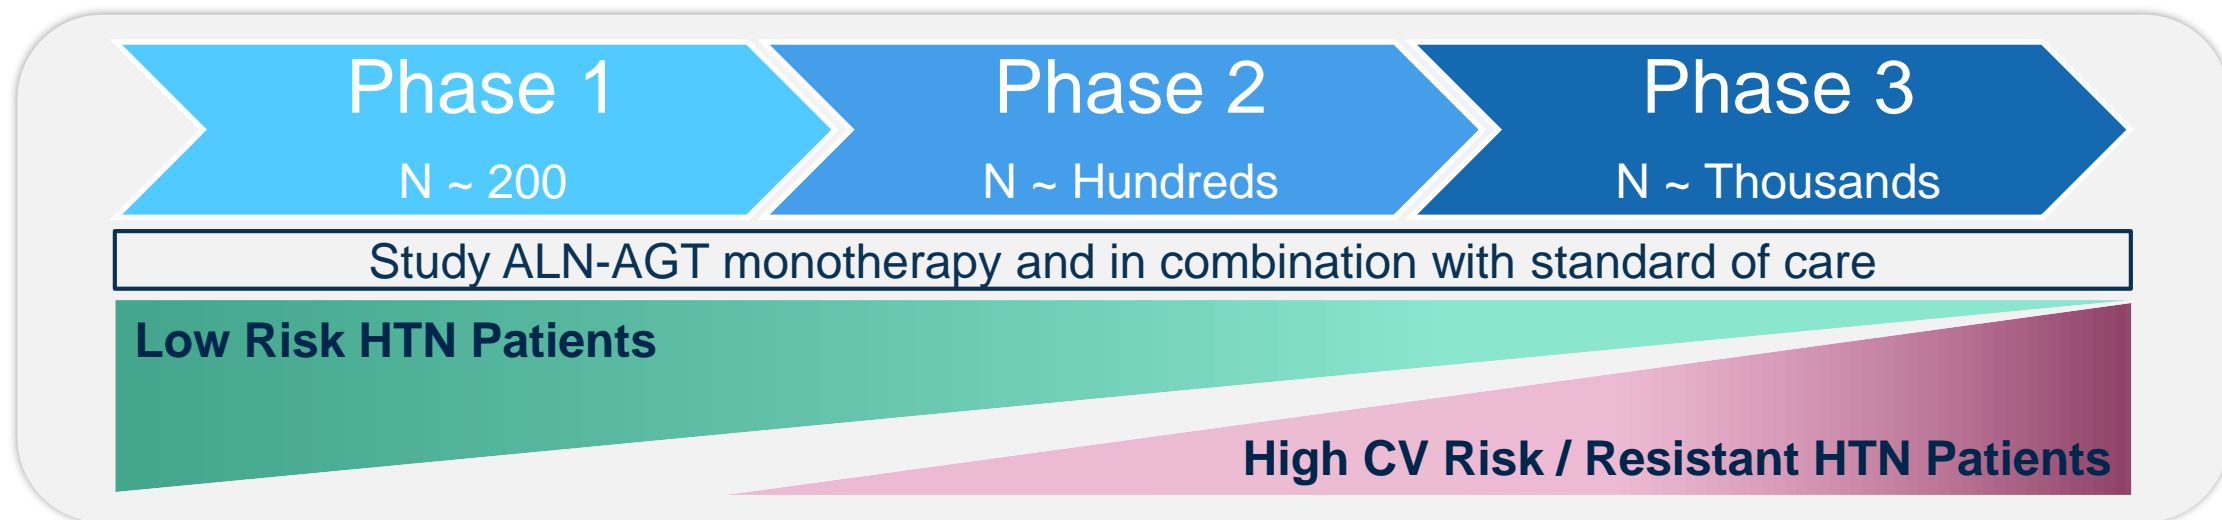 Phase 1
N ~ 200
Phase 2
N ~ Hundreds
Phase 3
N ~ Thousands
Study ALN-AGT monotherapy and in combination with standard of care
Low Risk HTN Patients
High CV Risk / Resistant HTN Patients